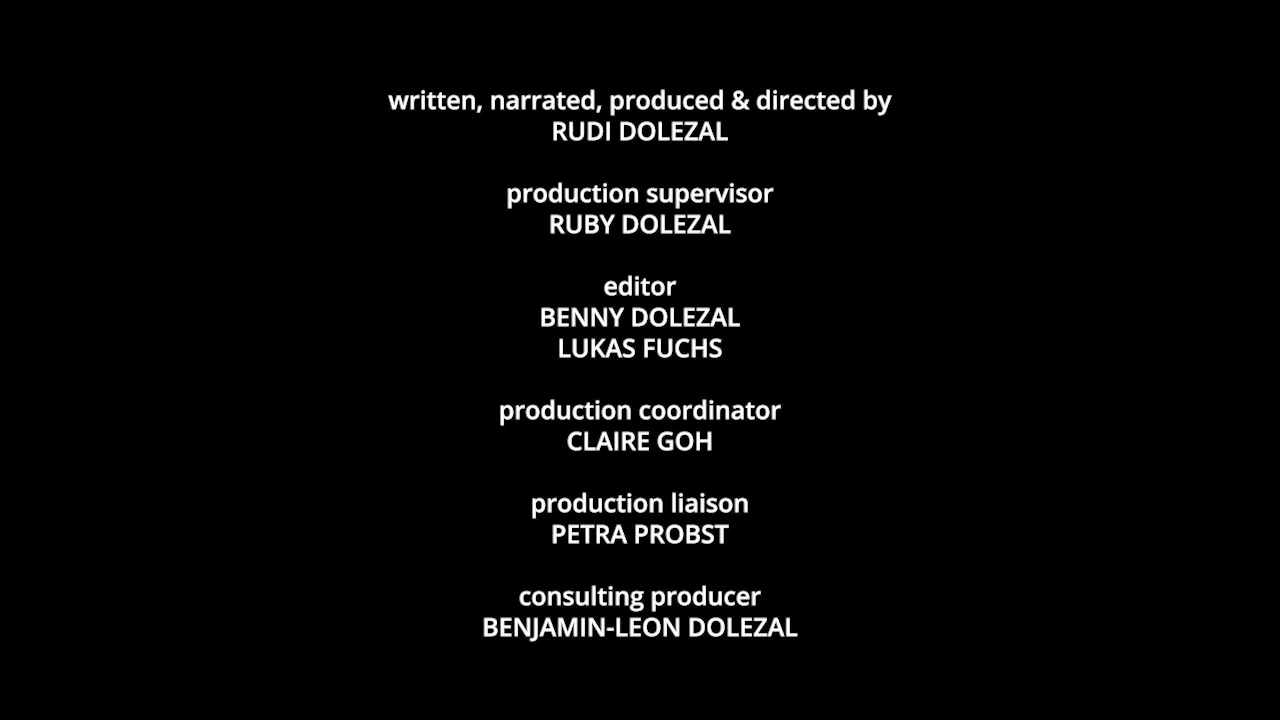 written, narrated, produced & directed by
RUDI DOLEZAL
production supervisor
RUBY DOLEZAL
editor
BENNY DOLEZAL
LUKAS FUCHS
production coordinator
CLAIRE GOH
production liaison
PETRA PROBST
consulting producer
BENJAMIN-LEON DOLEZAL